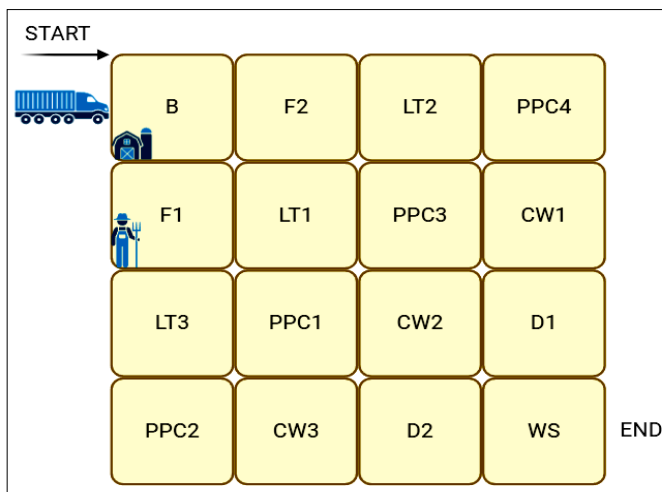 START
B F2 LT2 PPC4
F1 LT1 PPC3 CW1
LT3 PPC1 CW2 D1
PPC2 CW3 D2 WS END